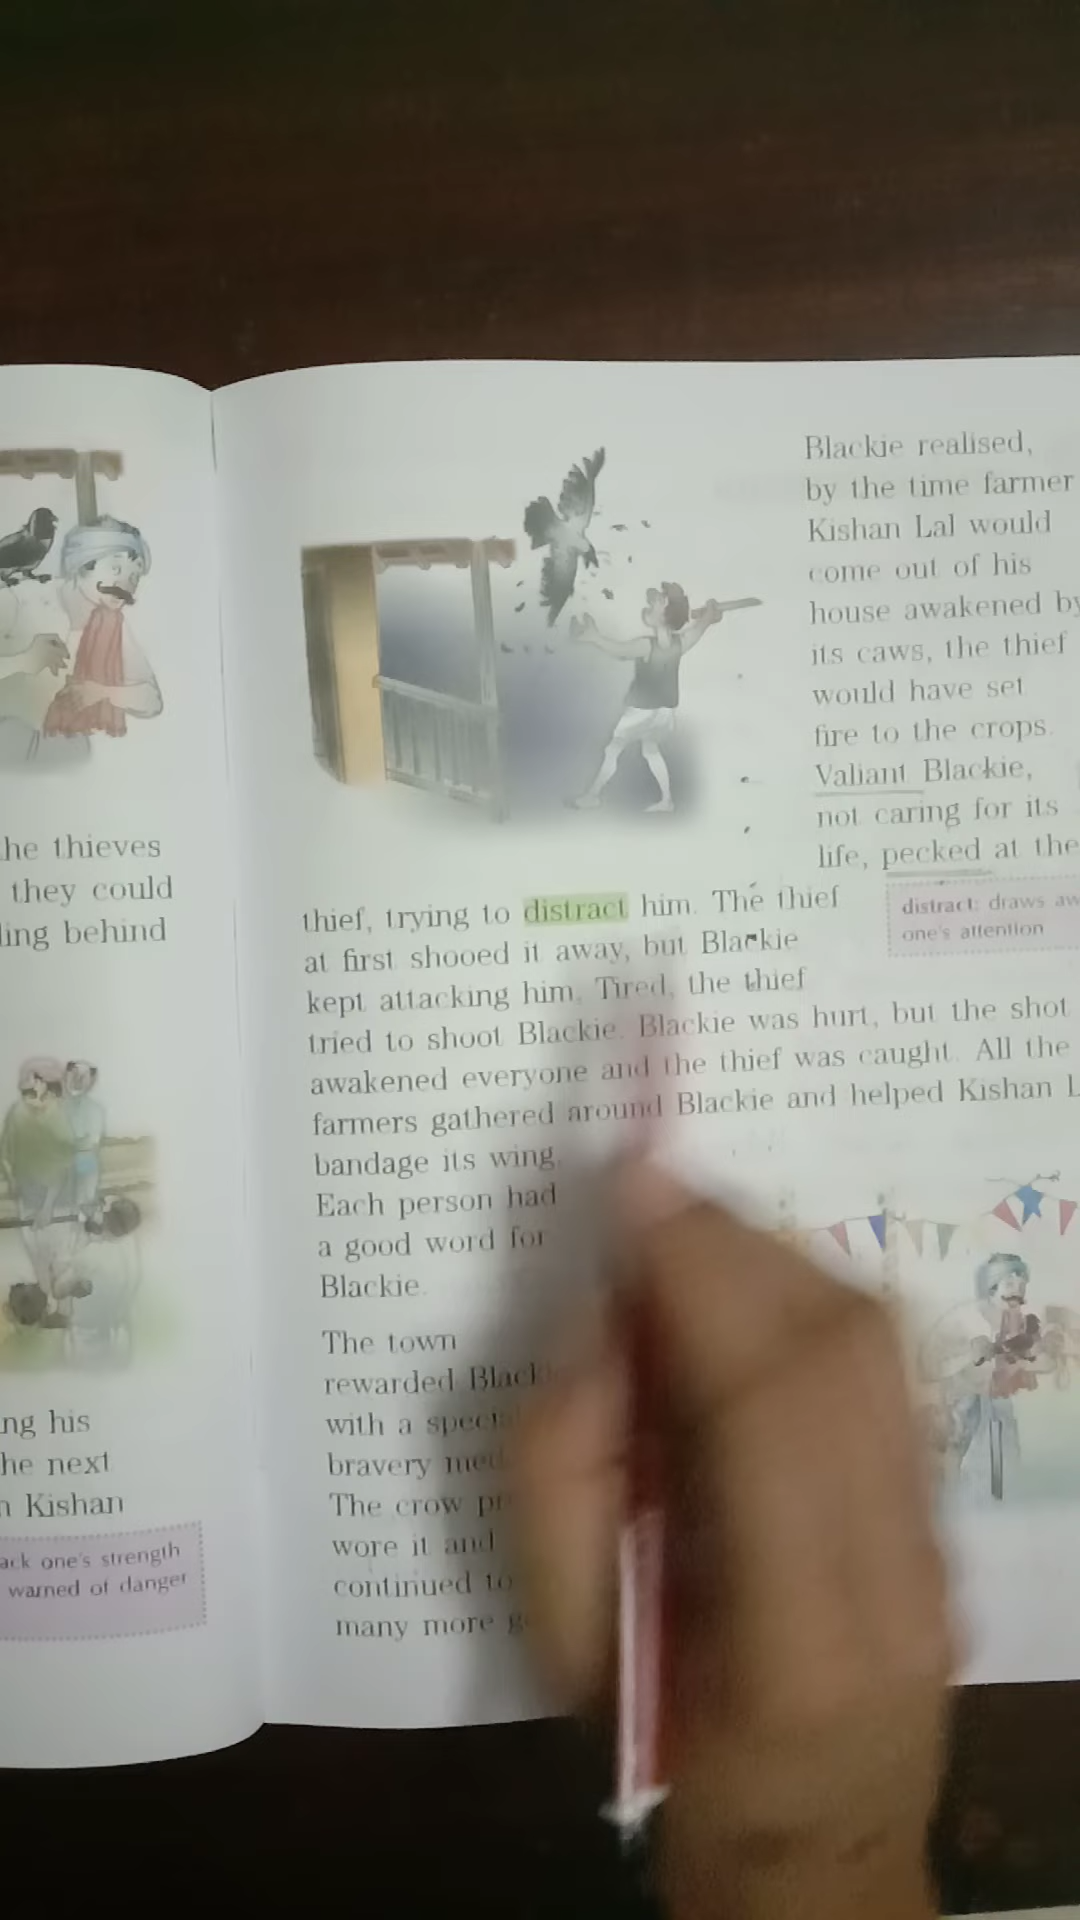 he thieves
they could
ling behind
ng his
he next
Kishan
ack one's strength
warned of danger
Blackie realised,
by the time farmer
Kishan Lal would
come out of his
house awakened by
its caws, the thief
would have set
fire to the crops.
Valiant Blackie,
not caring for its
life, pecked at the
thief, trying to distract him. The thief
at first shooed it away, but Blackie
kept attacking him. Tired, the thief
tried to shoot Blackie. Blackie was hurt, but the shot
awakened everyone and the thief was caught. All the
farmers gathered around Blackie and helped Kishan L
bandage its wing.
Each person had
a good word for
Blackie.
distract: draws aw
one's attention
The town
rewarded Black
with a speci
bravery med
The crow pr
wore it and
continued to
many more g